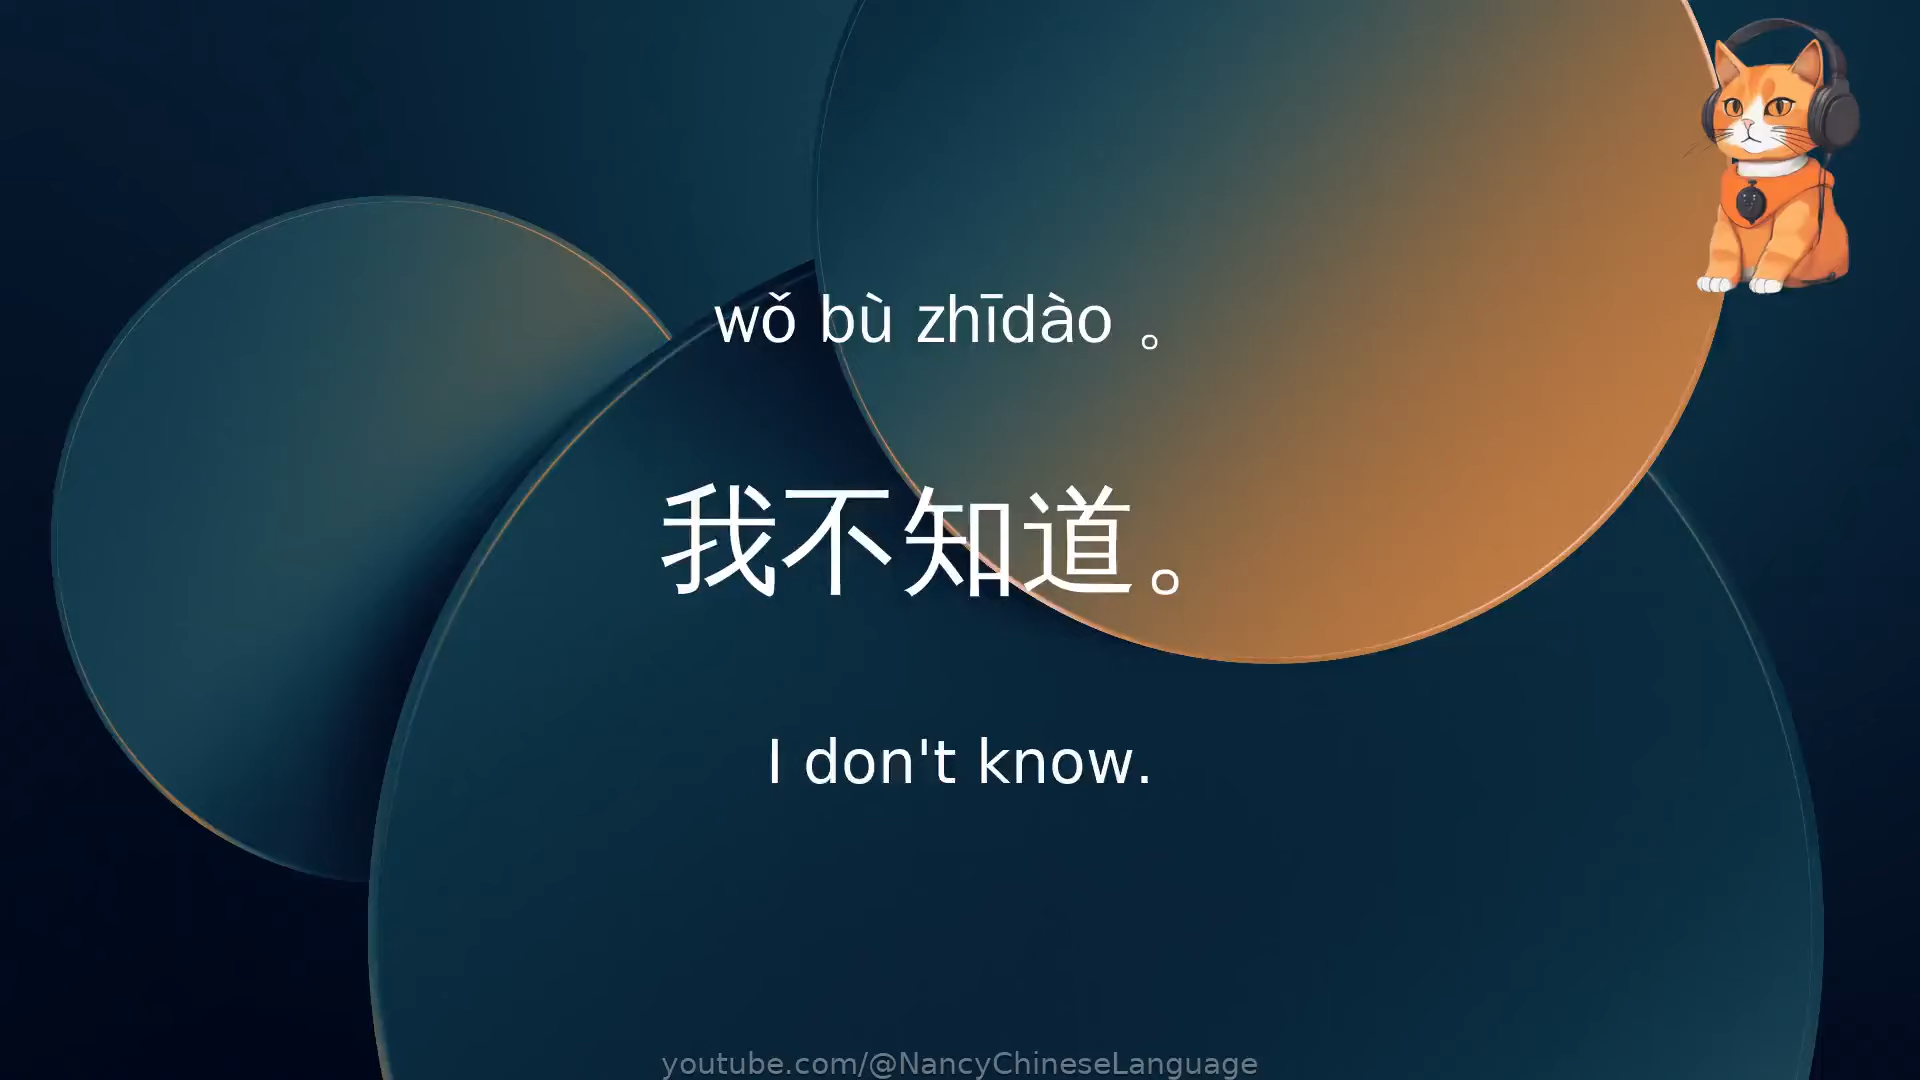 wǒ bù zhīdào 。
我不知道。
I don't know.
youtube.com/@NancyChineseLanguage